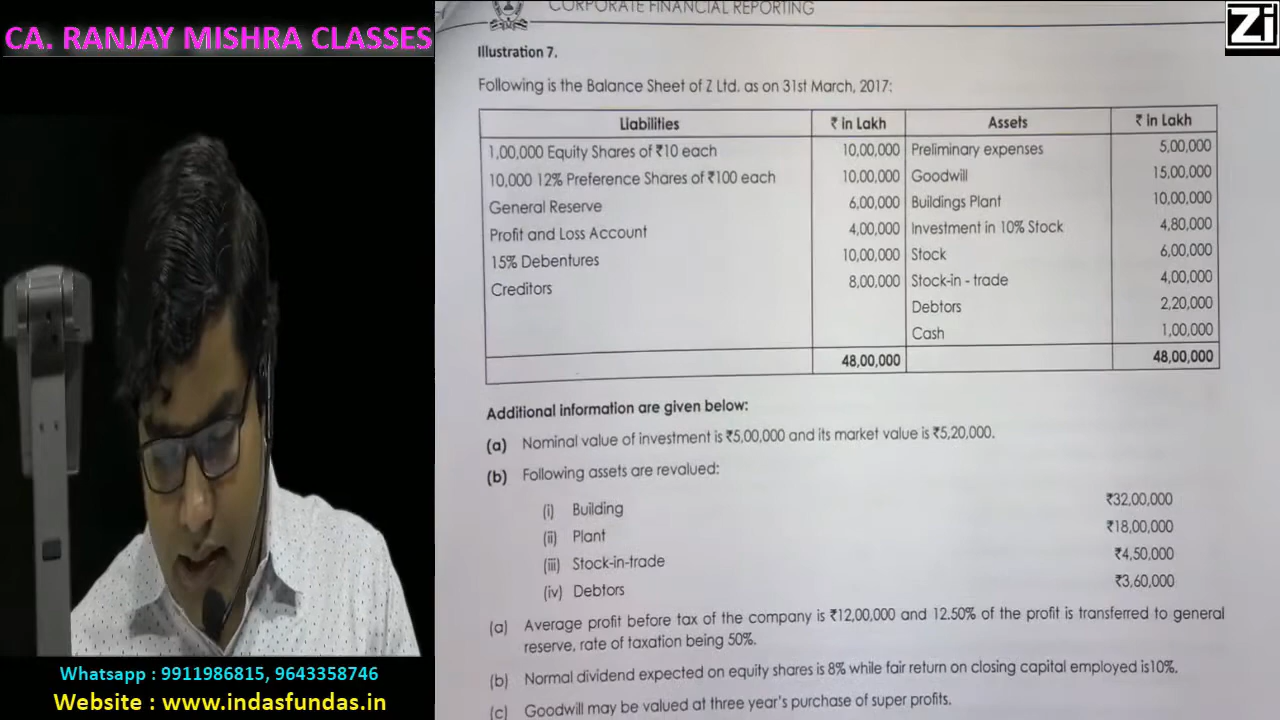 CORPORATE FINANCIAL REPORTING
CA. RANJAY MISHRA CLASSES
Zi
Illustration 7.
Following is the Balance Sheet of Z Ltd. as on 31st March, 2017:
Liabilities ₹ in Lakh Assets ₹ in Lakh
1,00,000 Equity Shares of ₹10 each 10,00,000 Preliminary expenses 5,00,000
10,000 12% Preference Shares of ₹100 each 10,00,000 Goodwill 15,00,000
General Reserve 6,00,000 Buildings Plant 10,00,000
Profit and Loss Account 4,00,000 Investment in 10% Stock 4,80,000
15% Debentures 10,00,000 Stock 6,00,000
Creditors 8,00,000 Stock-in - trade 4,00,000
Debtors 2,20,000
Cash 1,00,000
48,00,000 48,00,000
Additional information are given below:
(a) Nominal value of investment is ₹5,00,000 and its market value is ₹5,20,000.
(b) Following assets are revalued:
(i) Building ₹32,00,000
(ii) Plant ₹18,00,000
(iii) Stock-in-trade ₹4,50,000
(iv) Debtors ₹3,60,000
(a) Average profit before tax of the company is ₹12,00,000 and 12.50% of the profit is transferred to general
reserve, rate of taxation being 50%.
(b) Normal dividend expected on equity shares is 8% while fair return on closing capital employed is10%.
(c) Goodwill may be valued at three year's purchase of super profits.
Whatsapp : 9911986815, 9643358746
Website : www.indasfundas.in